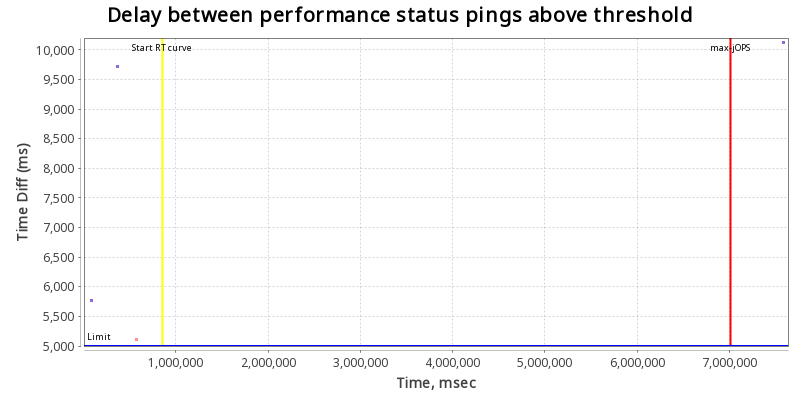 Delay between performance status pings above threshold
Time Diff (ms)
10,000
9,500
9,000
8,500
8,000
7,500
7,000
6,500
6,000
5,500
5,000
Start RT curve
max-jOPS
Limit
1,000,000 2,000,000 3,000,000 4,000,000 5,000,000 6,000,000 7,000,000
Time, msec